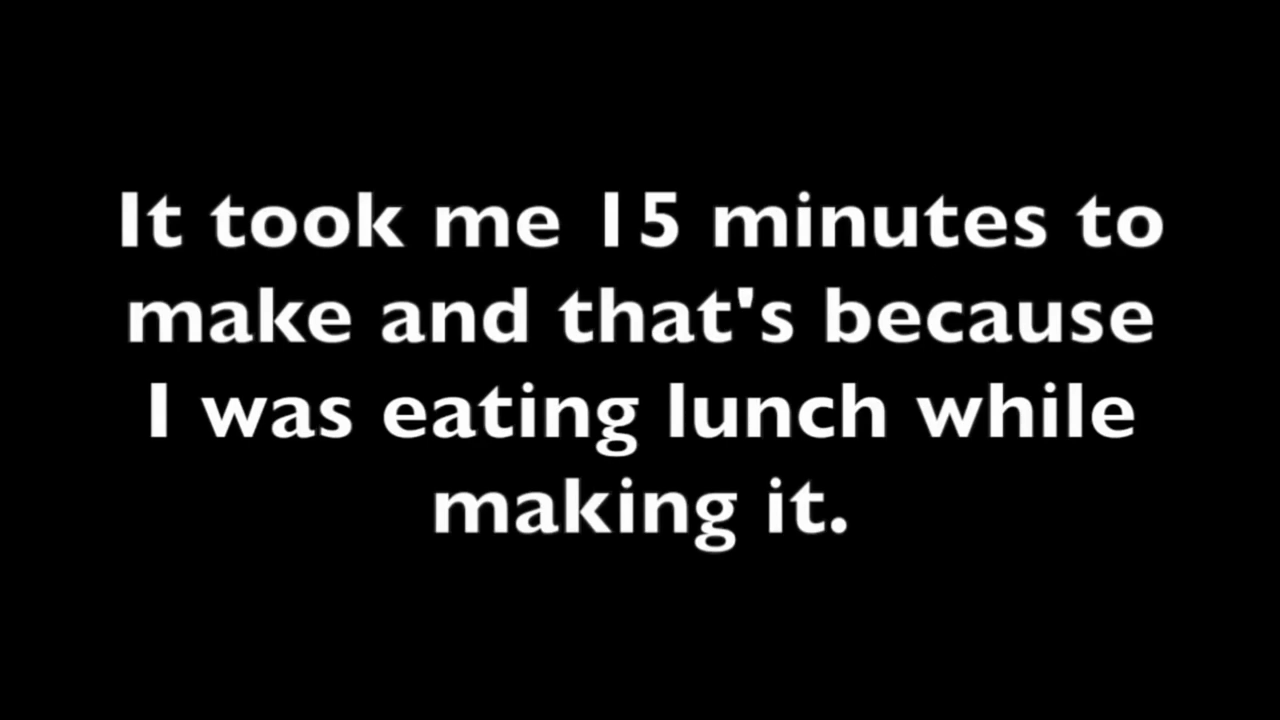 It took me 15 minutes to
make and that's because
I was eating lunch while
making it.